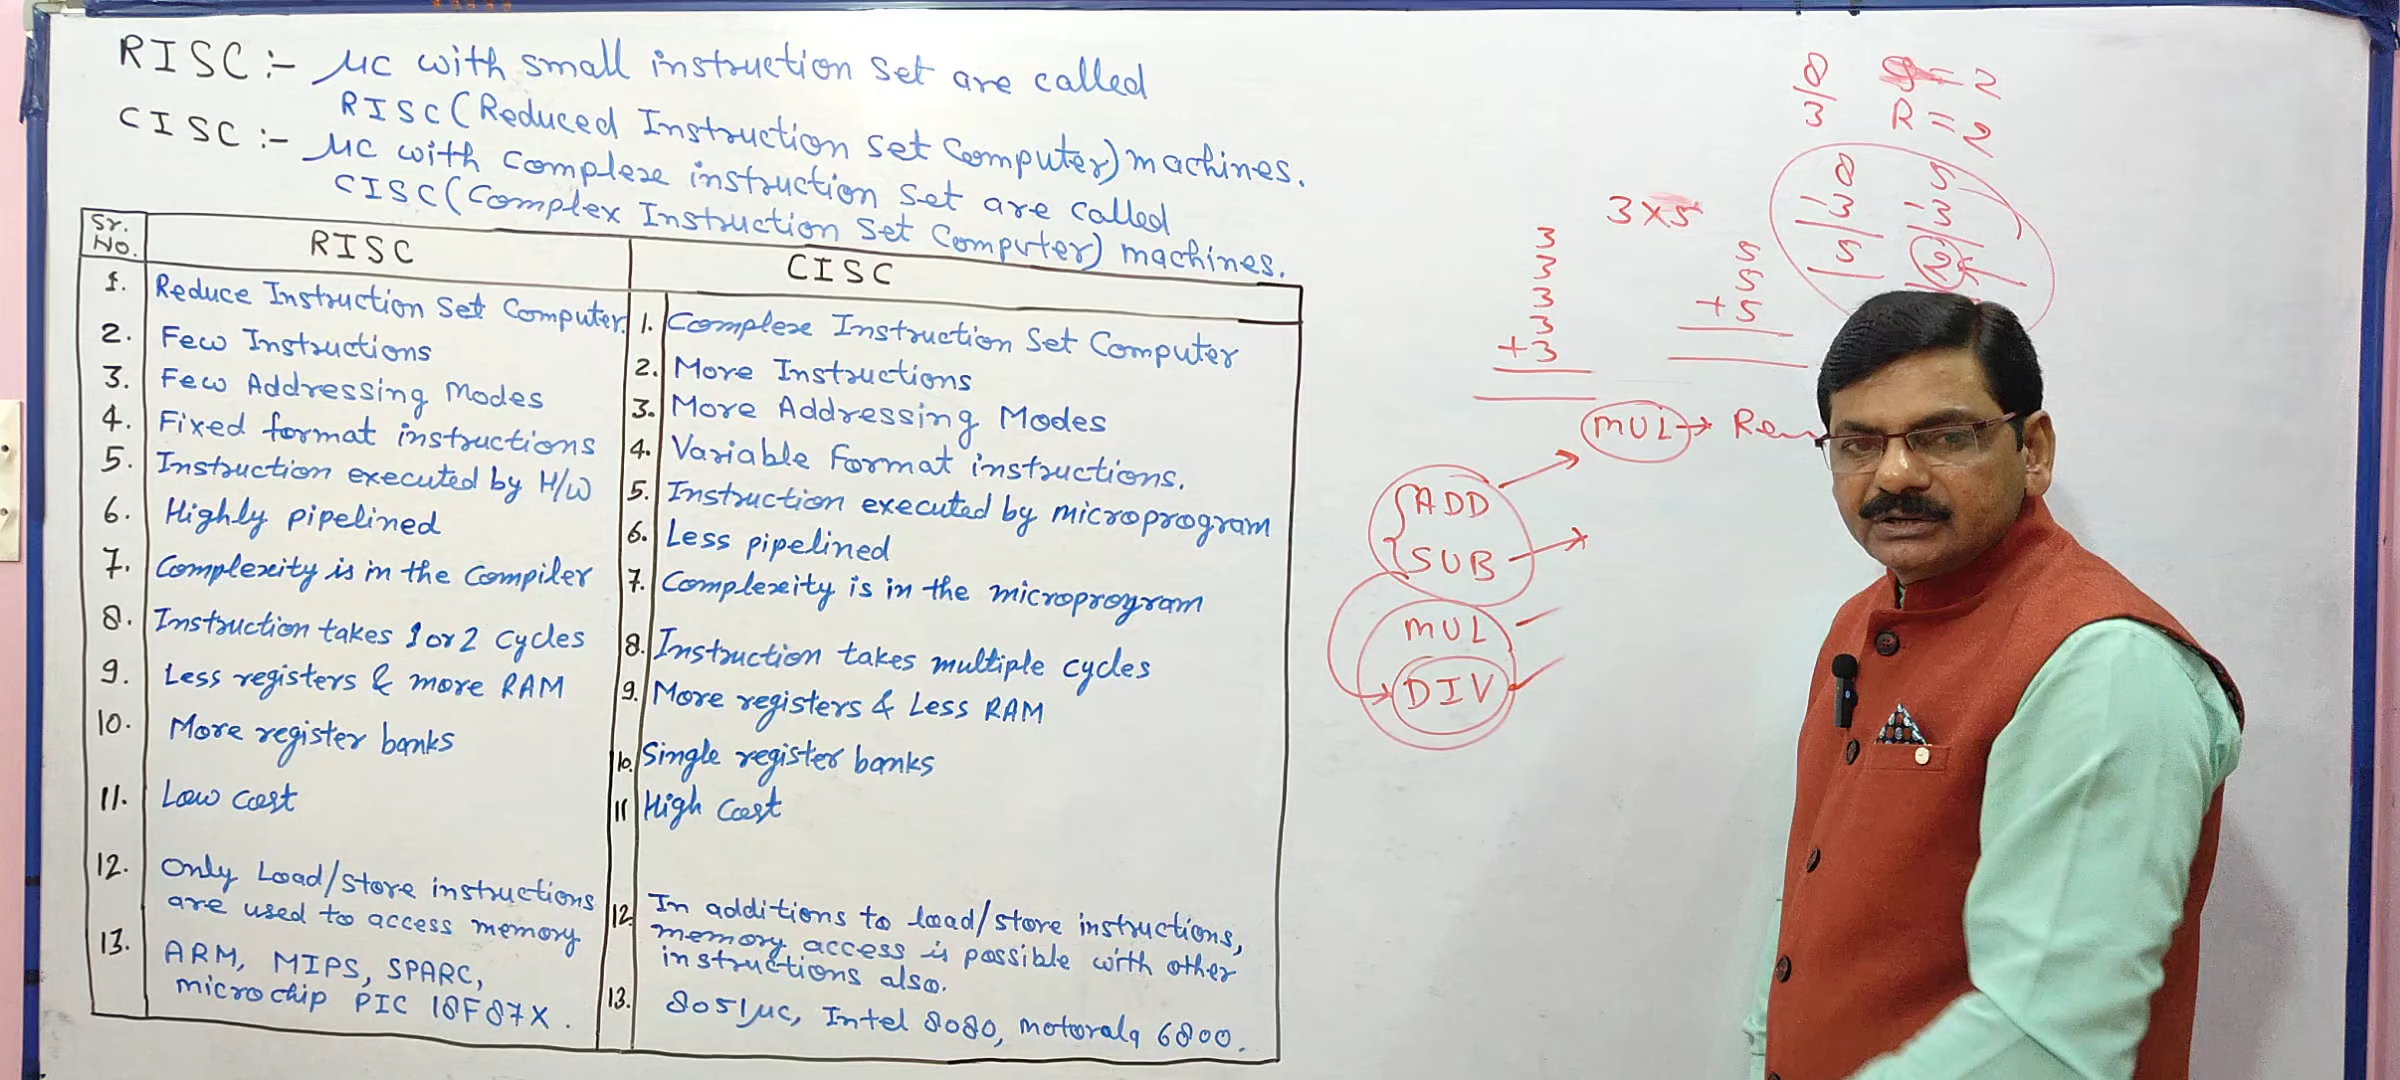 RISC :- μc with small instruction set are called
RISC (Reduced Instruction set Computer) machines.
CISC :- μc with Complex instruction set are called
CISC (Complex Instruction Set Computer) machines.
Sr. No. RISC CISC
1. Reduce Instruction Set Computer. 1. Complex Instruction Set Computer
2. Few Instructions 2. More Instructions
3. Few Addressing Modes 3. More Addressing Modes
4. Fixed format instructions 4. Variable format instructions.
5. Instruction executed by H/W 5. Instruction executed by microprogram
6. Highly pipelined 6. Less pipelined
7. Complexity is in the Compiler 7. Complexity is in the microprogram
8. Instruction takes 1 or 2 cycles 8. Instruction takes multiple cycles
9. Less registers & more RAM 9. More registers & Less RAM
10. More register banks 10. Single register banks
11. Low cost 11 High cost
12. Only Load/store instructions
are used to access memory
12. In additions to load/store instructions,
memory access is possible with other
instructions also.
13. ARM, MIPS, SPARC,
microchip PIC 18F87X.
13. 8051μc, Intel 8080, motorala 6800.
8/3 = 2
R = 2
8 5
-3 -3
5 2
3 x 5
3
3
3
3
+3
5
5
+5
MUL →
ADD
SUB
MUL
DIV